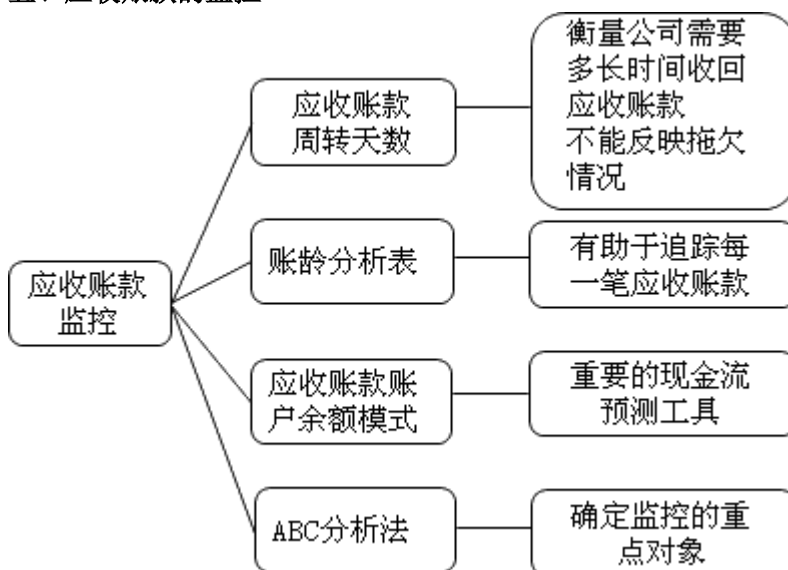 应收账款
监控
应收账款
周转天数
衡量公司需要
多长时间收回
应收账款
不能反映拖欠
情况
账龄分析表
有助于追踪每
一笔应收账款
应收账款账
户余额模式
重要的现金流
预测工具
ABC分析法
确定监控的重
点对象